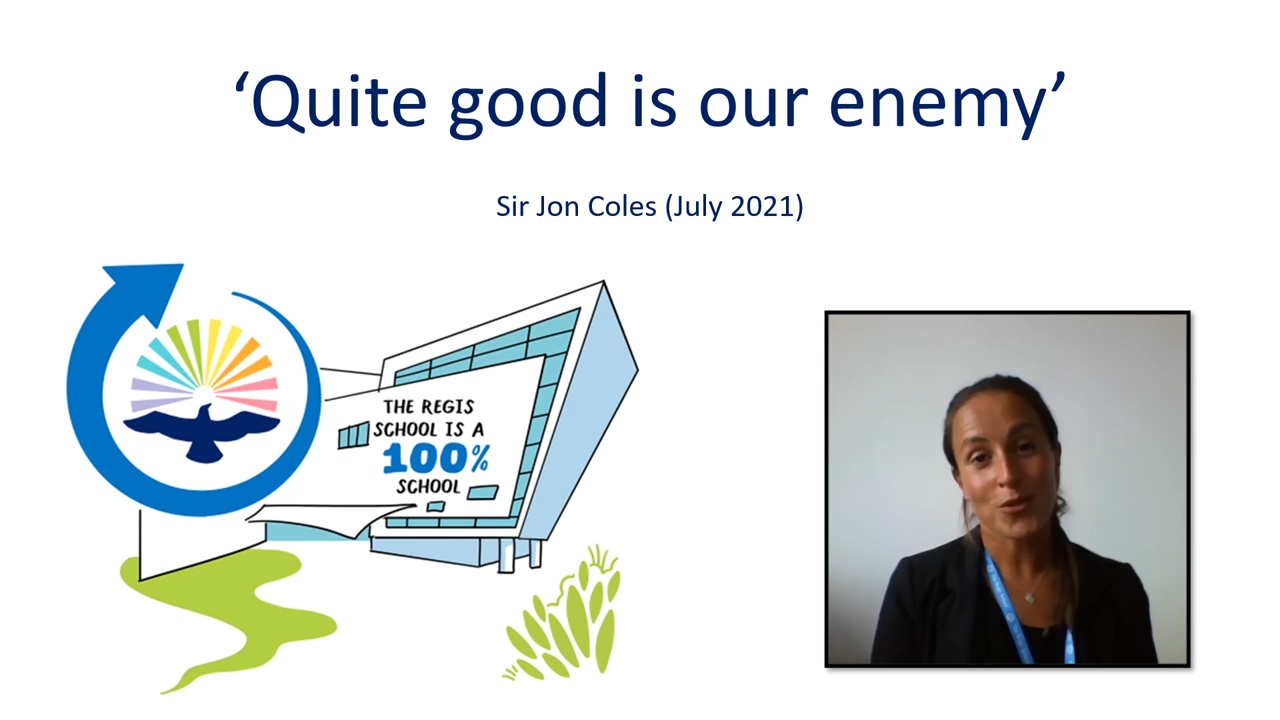 ‘Quite good is our enemy’
Sir Jon Coles (July 2021)
THE REGIS
SCHOOL IS A
100%
SCHOOL